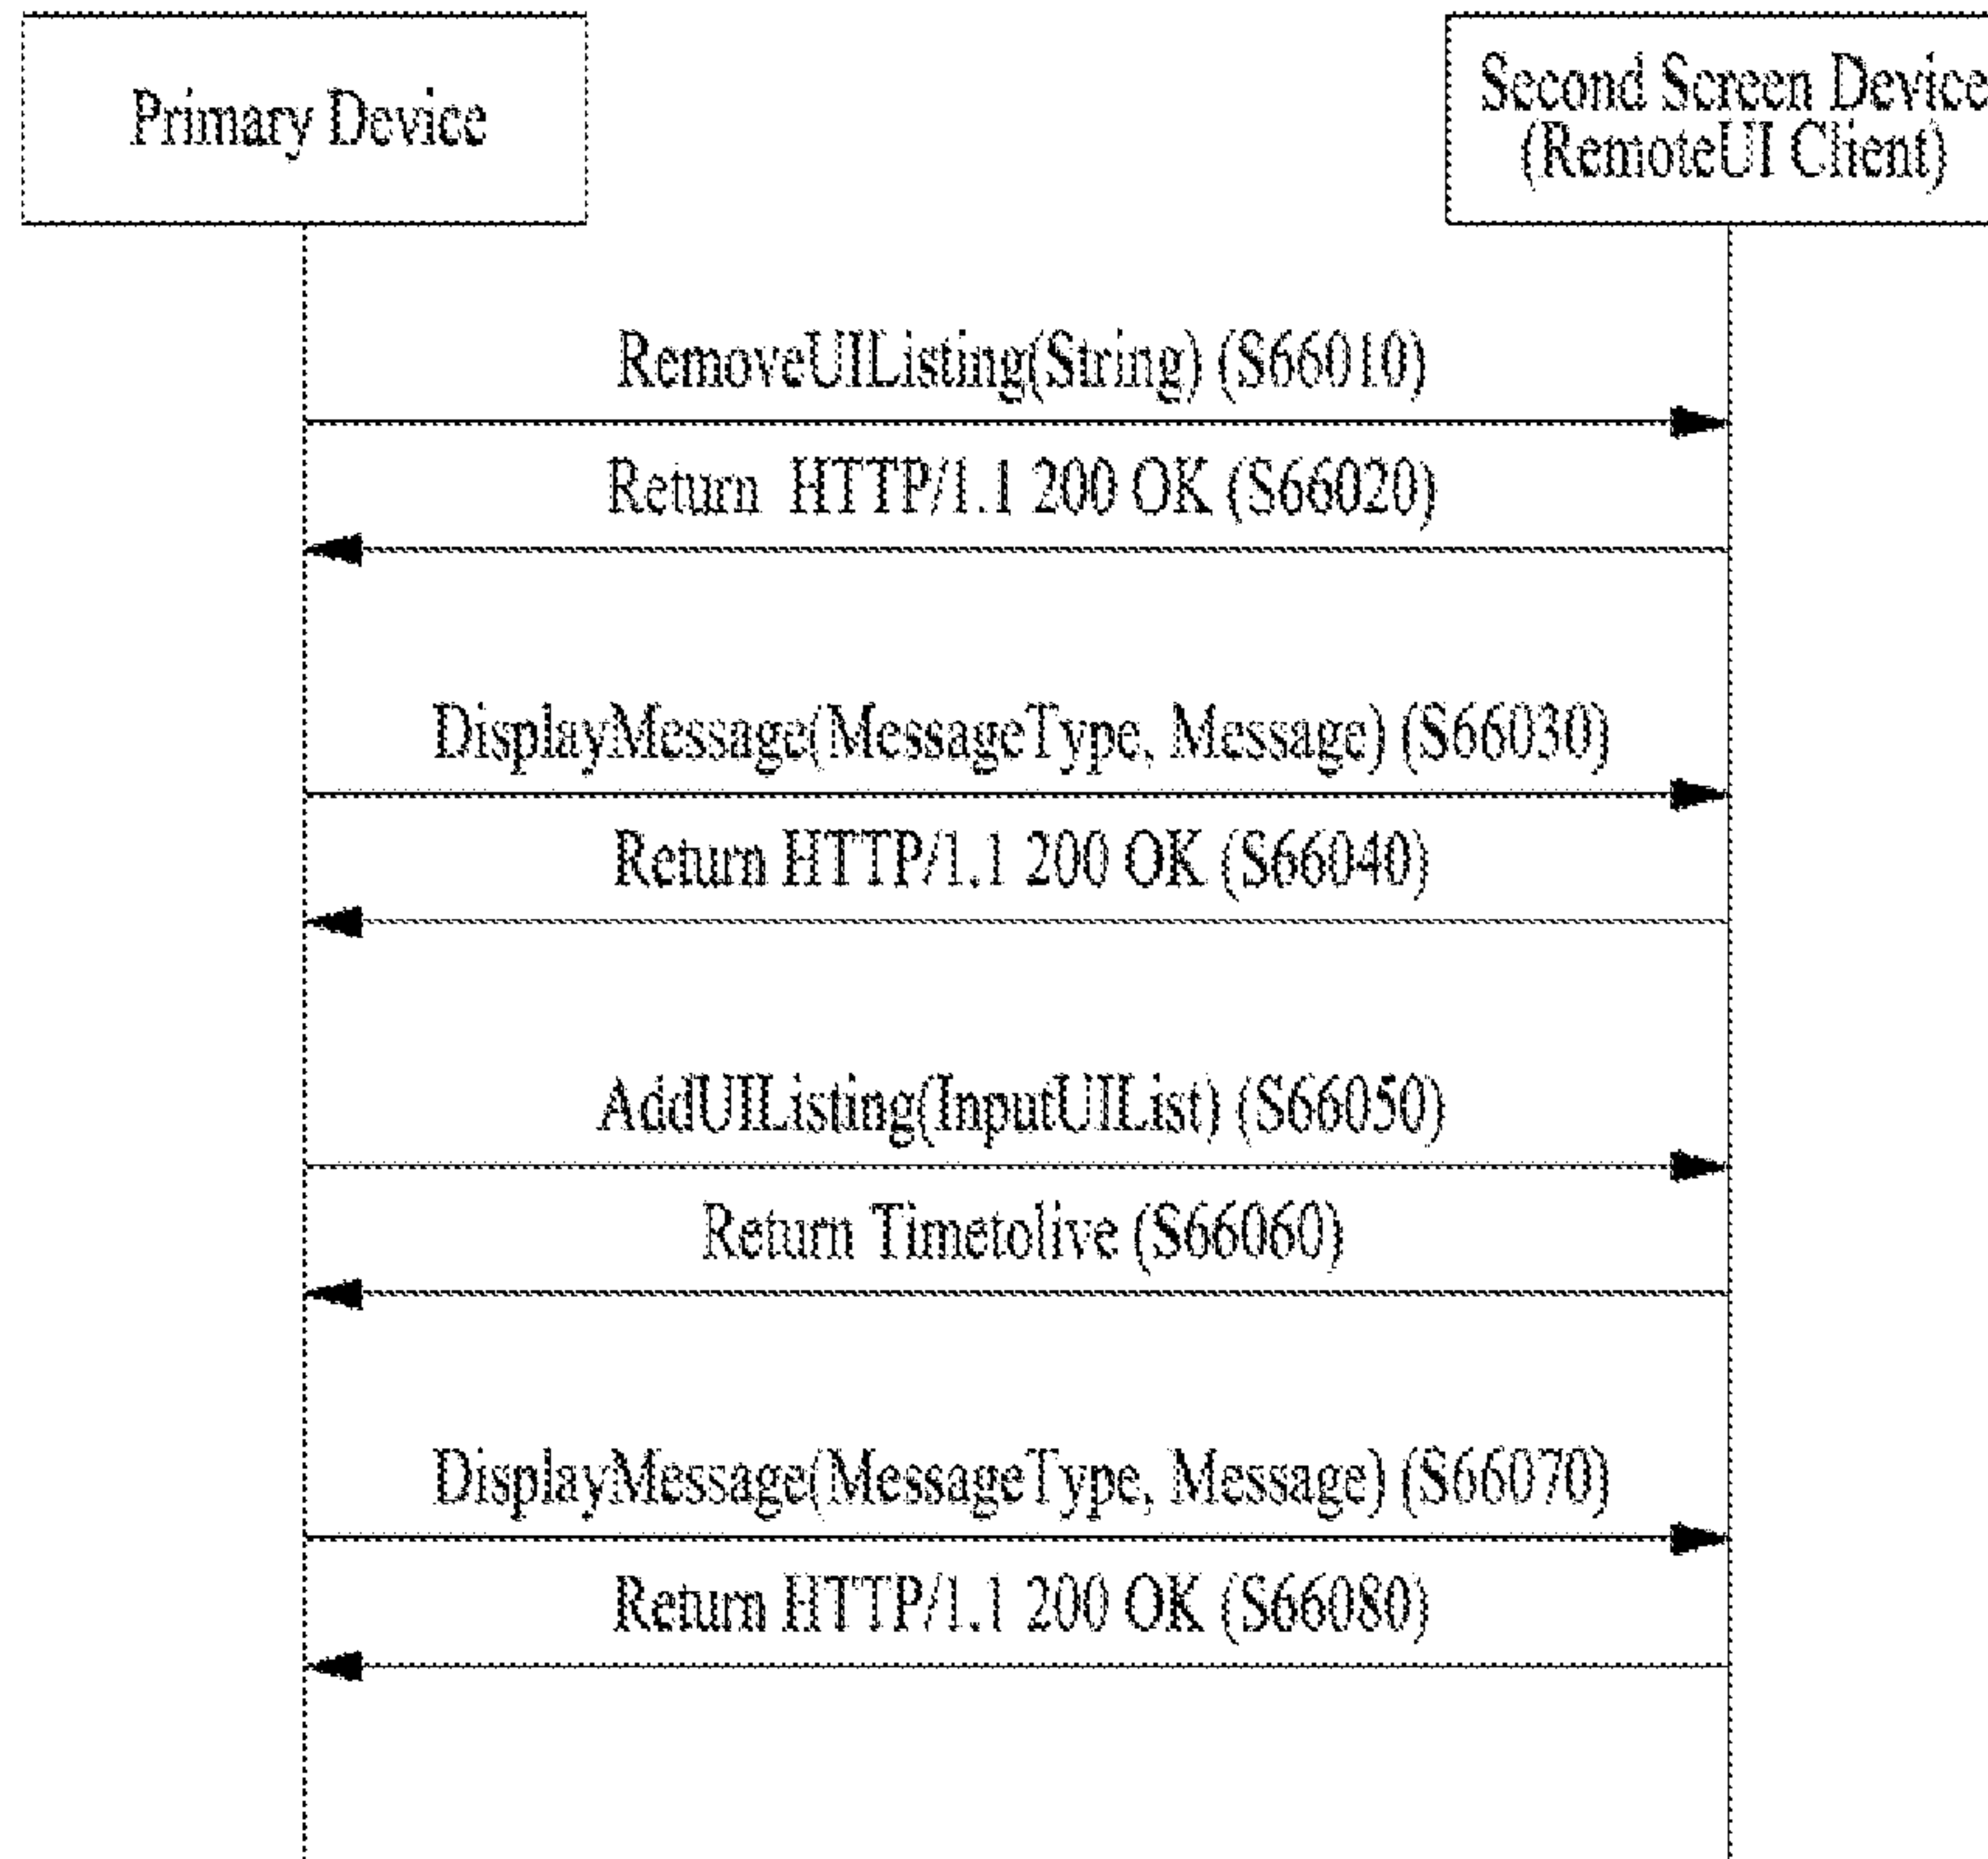 Primary Device
Second Screen Device
(RemoteUI Client)
RemoveUIListing(String) (S66010)
Return HTTP/1.1 200 OK (S66020)
DisplayMessage(MessageType, Message) (S66030)
Return HTTP/1.1 200 OK (S66040)
AddUIListing(InputUIList) (S66050)
Return Timetolive (S66060)
DisplayMessage(MessageType, Message) (S66070)
Return HTTP/1.1 200 OK (S66080)